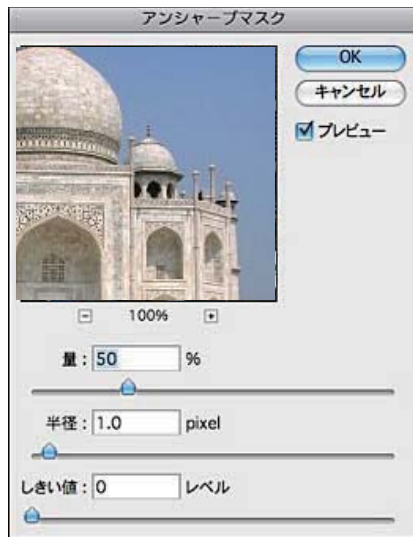 アンシャープマスク
OK
キャンセル
プレビュー
100%
量 : 50 %
半径 : 1.0 pixel
しきい値 : 0 レベル